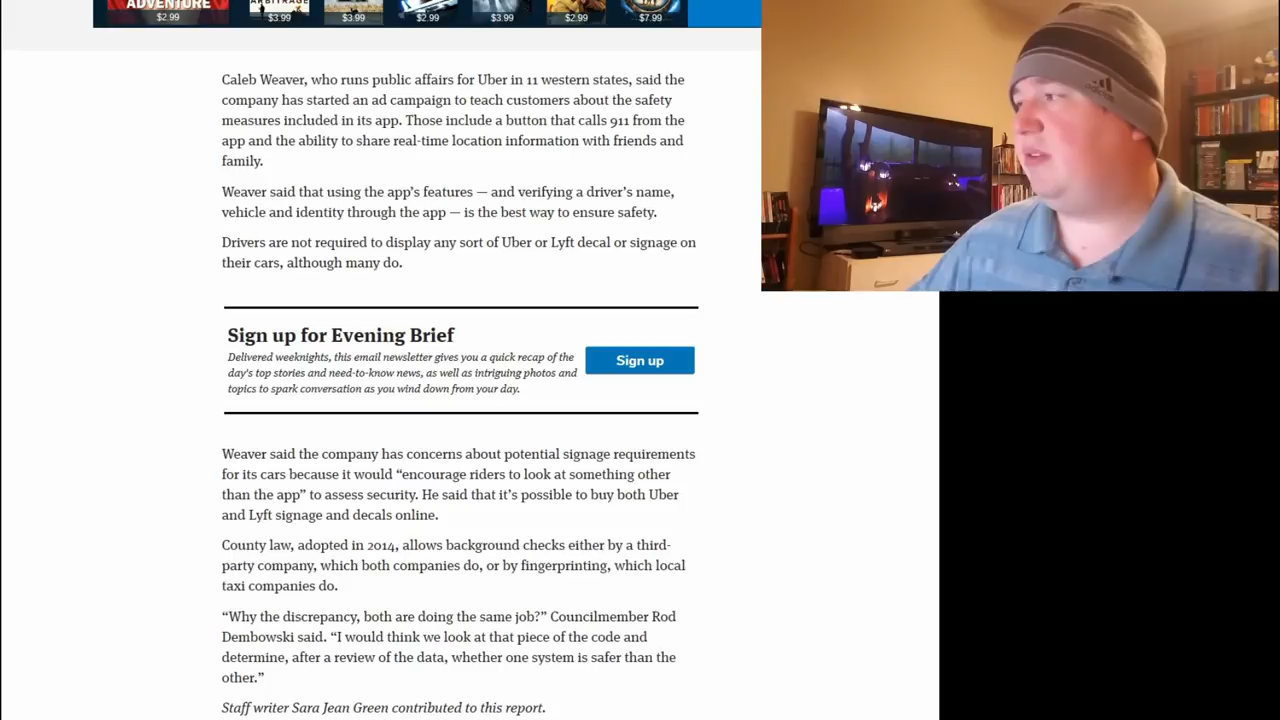 ADVENTURE
ARBITRAGE
$2.99
$3.99
$3.99
$2.99
$3.99
$2.99
$7.99
Caleb Weaver, who runs public affairs for Uber in 11 western states, said the
company has started an ad campaign to teach customers about the safety
measures included in its app. Those include a button that calls 911 from the
app and the ability to share real-time location information with friends and
family.
Weaver said that using the app’s features — and verifying a driver’s name,
vehicle and identity through the app — is the best way to ensure safety.
Drivers are not required to display any sort of Uber or Lyft decal or signage on
their cars, although many do.
Sign up for Evening Brief
Delivered weeknights, this email newsletter gives you a quick recap of the
day's top stories and need-to-know news, as well as intriguing photos and
topics to spark conversation as you wind down from your day.
Sign up
Weaver said the company has concerns about potential signage requirements
for its cars because it would “encourage riders to look at something other
than the app” to assess security. He said that it’s possible to buy both Uber
and Lyft signage and decals online.
County law, adopted in 2014, allows background checks either by a third-
party company, which both companies do, or by fingerprinting, which local
taxi companies do.
“Why the discrepancy, both are doing the same job?” Councilmember Rod
Dembowski said. “I would think we look at that piece of the code and
determine, after a review of the data, whether one system is safer than the
other.”
Staff writer Sara Jean Green contributed to this report.